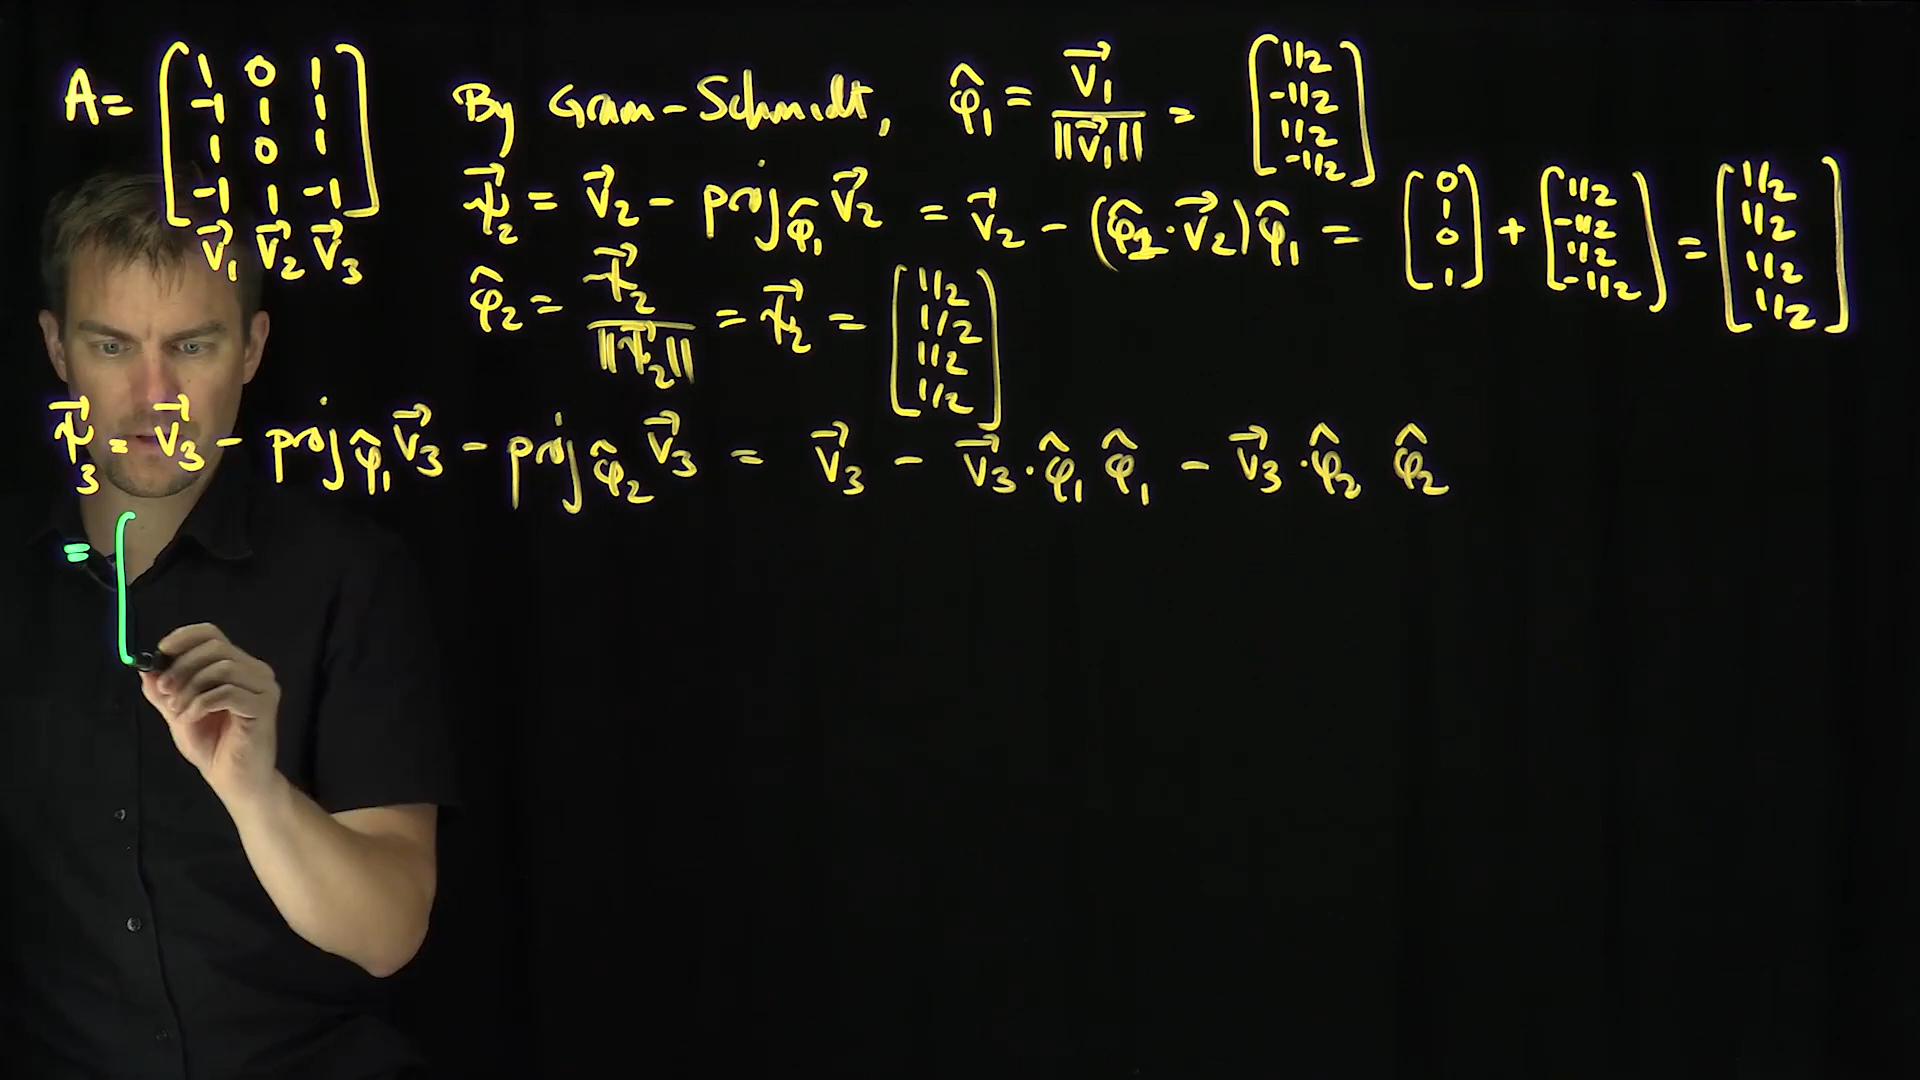 A = [1 0 1; -1 1 1; 1 0 1; -1 1 -1] By Gram-Schmidt, φ̂₁ = v⃗₁ / ||v⃗₁|| = [1/2; -1/2; 1/2; -1/2]
v⃗₁ v⃗₂ v⃗₃
ψ⃗₂ = v⃗₂ - proj_φ̂₁ v⃗₂ = v⃗₂ - (φ̂₁·v⃗₂)φ̂₁ = [0; 1; 0; 1] + [1/2; -1/2; 1/2; -1/2] = [1/2; 1/2; 1/2; 1/2]
φ̂₂ = ψ⃗₂ / ||ψ⃗₂|| = ψ⃗₂ = [1/2; 1/2; 1/2; 1/2]
ψ⃗₃ = v⃗₃ - proj_φ̂₁ v⃗₃ - proj_φ̂₂ v⃗₃ = v⃗₃ - v⃗₃·φ̂₁ φ̂₁ - v⃗₃·φ̂₂ φ̂₂
= [